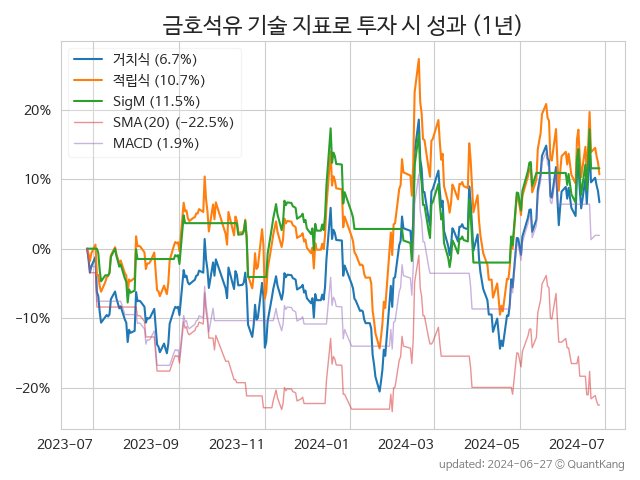 금호석유 기술 지표로 투자 시 성과 (1년)
거치식 (6.7%)
적립식 (10.7%)
SigM (11.5%)
SMA(20) (−22.5%)
MACD (1.9%)
20%
10%
0%
−10%
−20%
2023-07 2023-09 2023-11 2024-01 2024-03 2024-05 2024-07
updated: 2024-06-27 ⓒ QuantKang